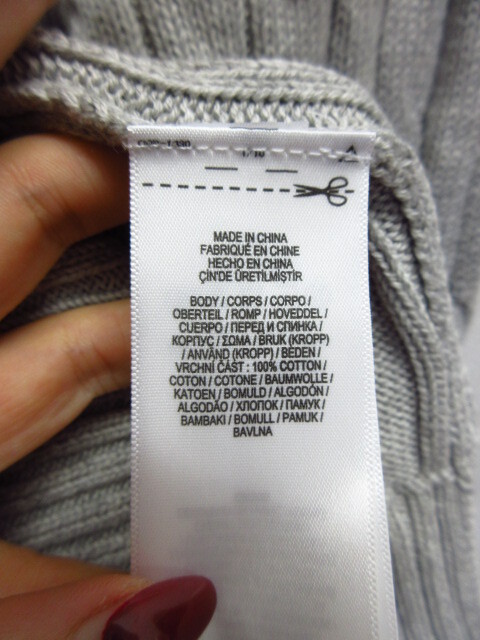 MADE IN CHINA
FABRIQUÉ EN CHINE
HECHO EN CHINA
ÇİN'DE ÜRETİLMİŞTİR
BODY / CORPS / CORPO /
OBERTEIL / ROMP / HOVEDDEL /
CUERPO / ПЕРЕД И СПИНКА /
КОРПУС / ΣΩΜΑ / BRUK (KROPP)
/ ANVÄND (KROPP) / BEDEN /
VRCHNÍ ČÁST : 100% COTTON /
COTON / COTONE / BAUMWOLLE /
KATOEN / BOMULD / ALGODÓN /
ALGODÃO / ХЛОПОК / ПАМУК /
BAMBAKI / BOMULL / PAMUK /
BAVLNA